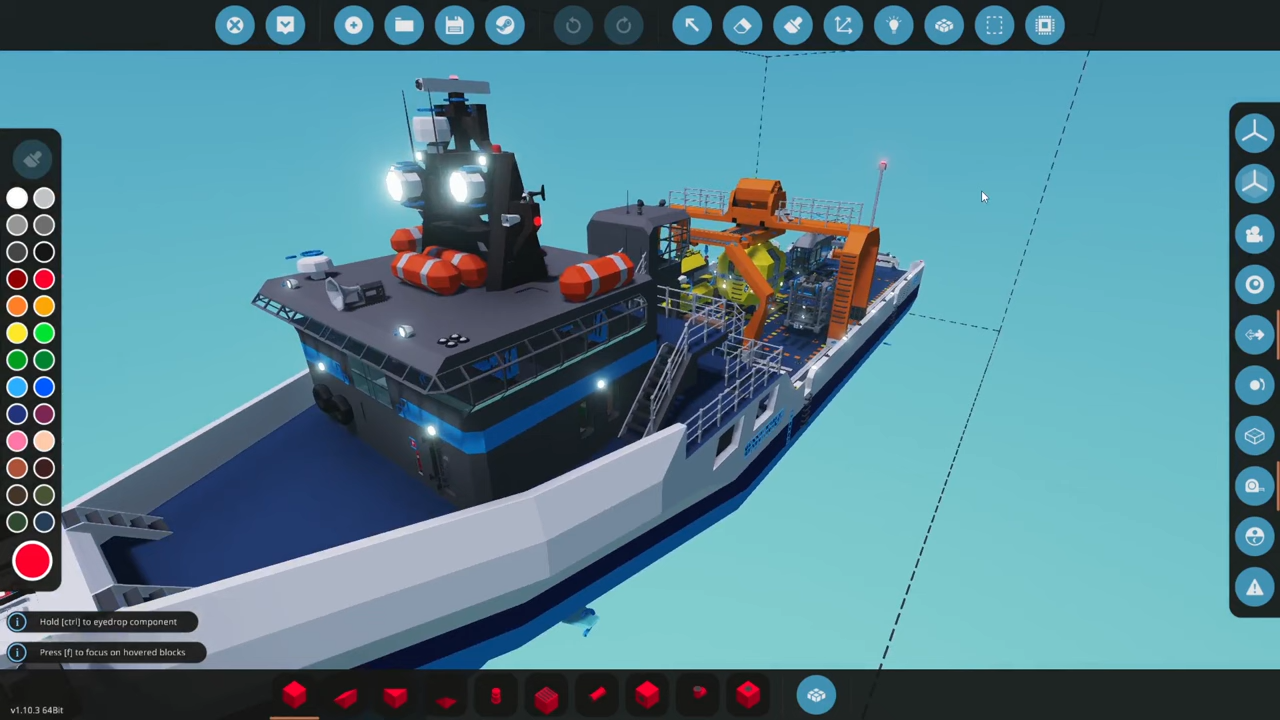 Hold [ctrl] to eyedrop component
Press [f] to focus on hovered blocks
v1.10.3 64Bit